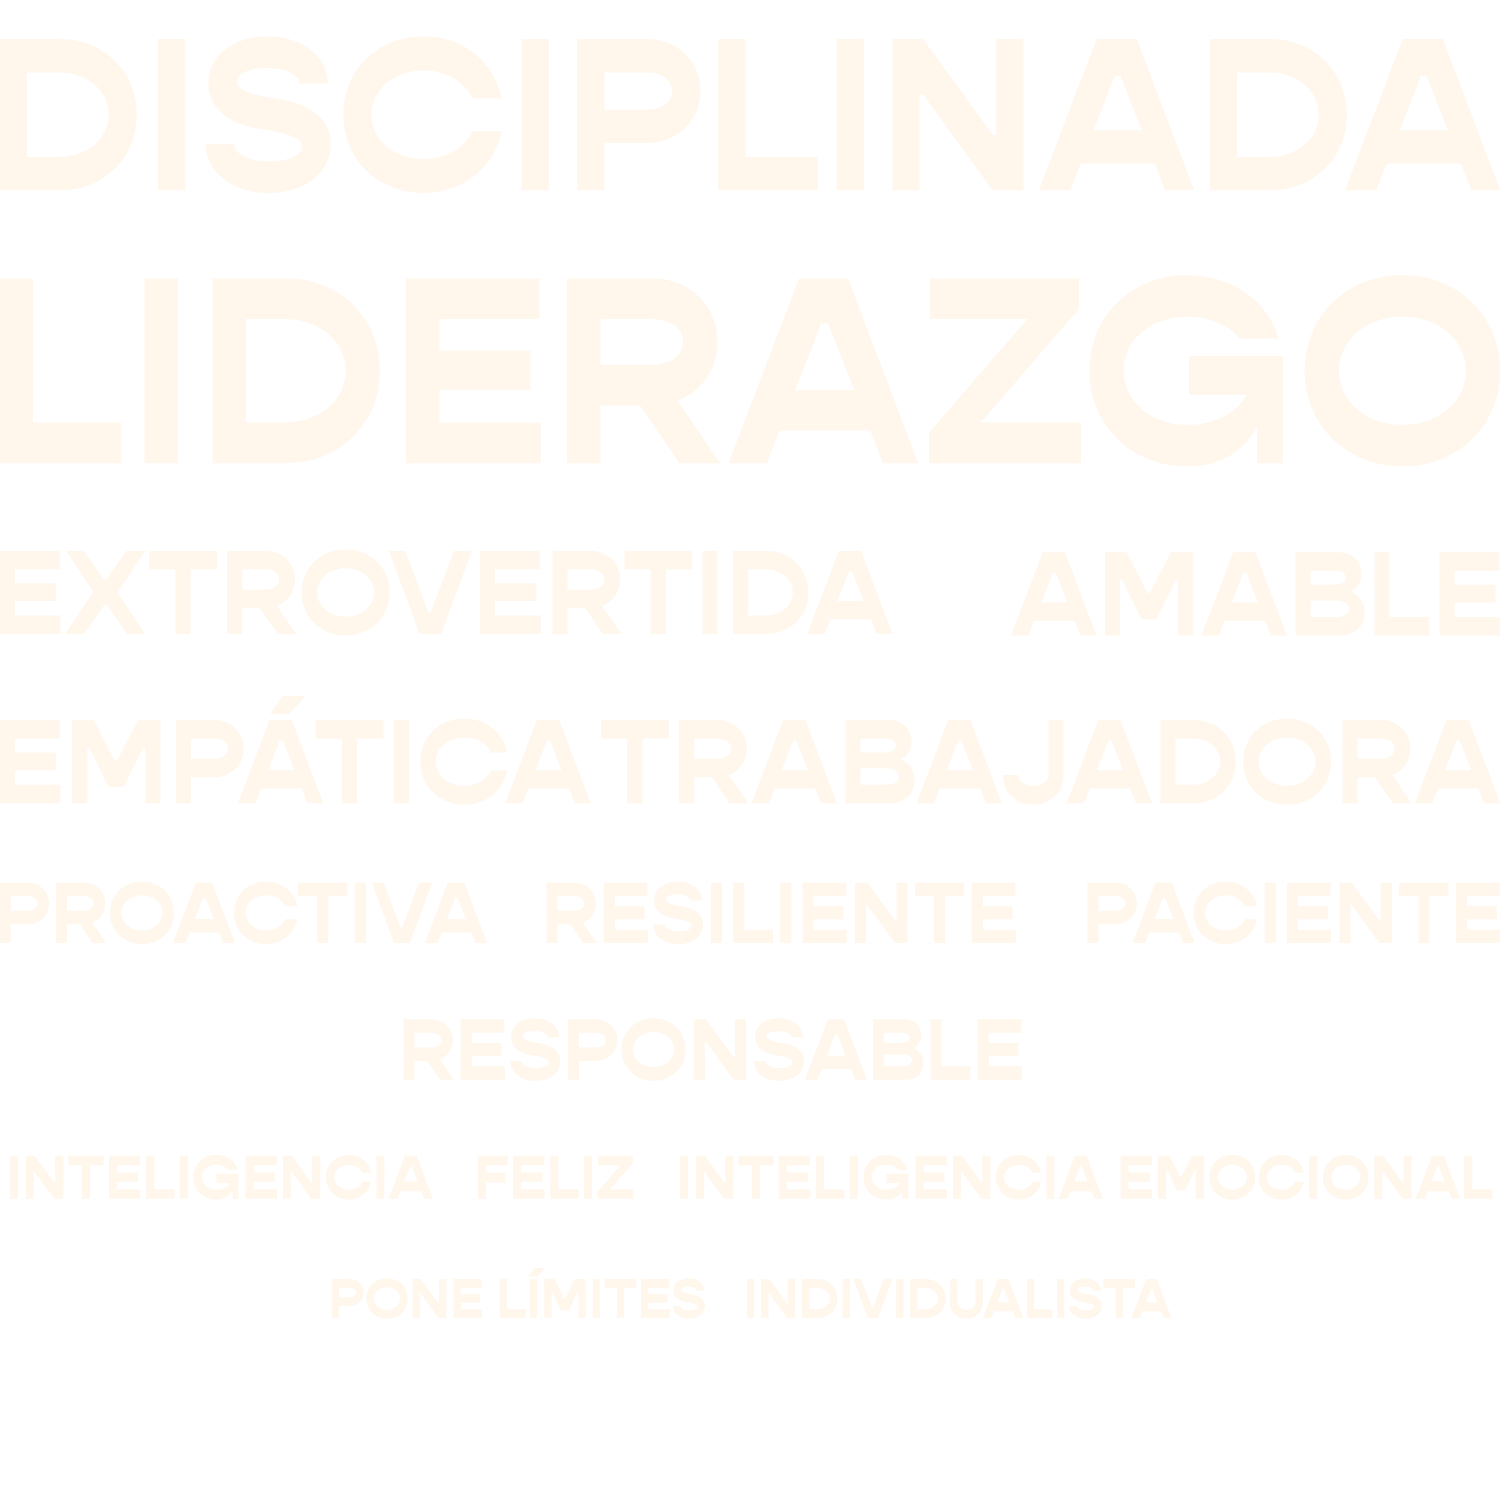 DISCIPLINADA
LIDERAZGO
EXTROVERTIDA AMABLE
EMPÁTICA TRABAJADORA
PROACTIVA RESILIENTE PACIENTE
RESPONSABLE
INTELIGENCIA FELIZ INTELIGENCIA EMOCIONAL
PONE LÍMITES INDIVIDUALISTA